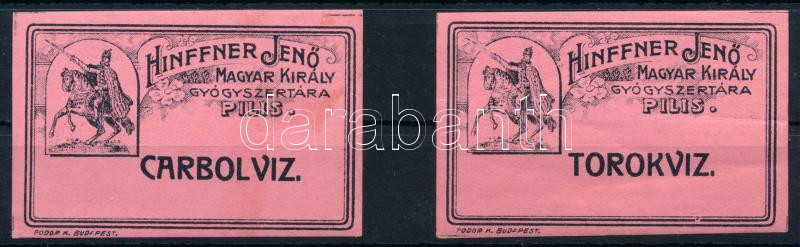 HINFFNER JENŐ
MAGYAR KIRÁLY
GYÓGYSZERTÁRA
PILIS.
CARBOLVIZ.
FODOR K. BUDAPEST.
HINFFNER JENŐ
MAGYAR KIRÁLY
GYÓGYSZERTÁRA
PILIS.
TOROKVIZ.
FODOR K. BUDAPEST.
darabanth